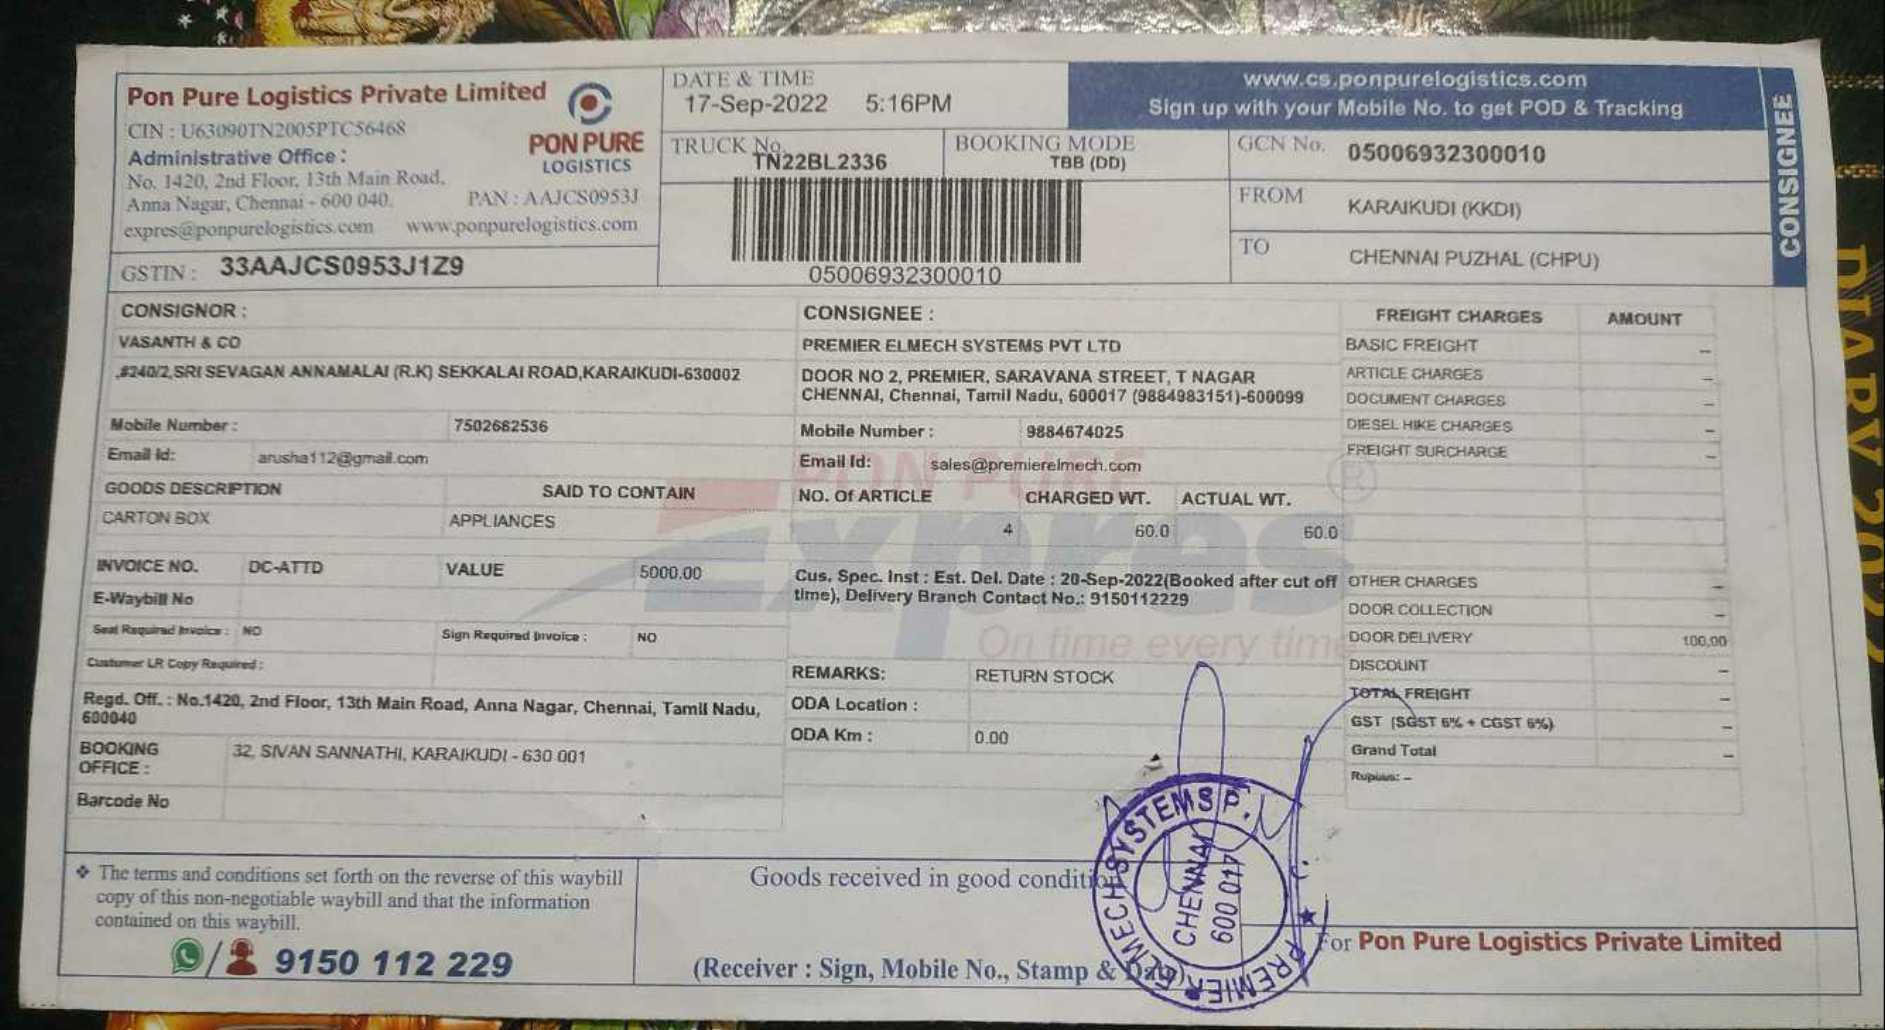 Pon Pure Logistics Private Limited
CIN : U63090TN2005PTC56468
Administrative Office :
No. 1420, 2nd Floor, 13th Main Road,
Anna Nagar, Chennai - 600 040.
PAN : AAJCS0953J
expres@ponpurelogistics.com www.ponpurelogistics.com
PON PURE
LOGISTICS
GSTIN : 33AAJCS0953J1Z9
DATE & TIME
17-Sep-2022 5:16PM
www.cs.ponpurelogistics.com
Sign up with your Mobile No. to get POD & Tracking
TRUCK No. TN22BL2336
BOOKING MODE
TBB (DD)
05006932300010
GCN No. 05006932300010
FROM KARAIKUDI (KKDI)
TO CHENNAI PUZHAL (CHPU)
CONSIGNEE
CONSIGNOR :
VASANTH & CO
,#240/2,SRI SEVAGAN ANNAMALAI (R.K) SEKKALAI ROAD,KARAIKUDI-630002
Mobile Number : 7502682536
Email Id: arusha112@gmail.com
CONSIGNEE :
PREMIER ELMECH SYSTEMS PVT LTD
DOOR NO 2, PREMIER, SARAVANA STREET, T NAGAR
CHENNAI, Chennai, Tamil Nadu, 600017 (9884983151)-600099
Mobile Number : 9884674025
Email Id: sales@premierelmech.com
GOODS DESCRIPTION SAID TO CONTAIN NO. Of ARTICLE CHARGED WT. ACTUAL WT.
CARTON BOX APPLIANCES 4 60.0 60.0
INVOICE NO. DC-ATTD VALUE 5000.00
E-Waybill No
Seal Required Invoice : NO Sign Required Invoice : NO
Customer LR Copy Required :
Regd. Off. : No.1420, 2nd Floor, 13th Main Road, Anna Nagar, Chennai, Tamil Nadu,
600040
BOOKING OFFICE : 32, SIVAN SANNATHI, KARAIKUDI - 630 001
Barcode No
Cus. Spec. Inst : Est. Del. Date : 20-Sep-2022(Booked after cut off
time), Delivery Branch Contact No.: 9150112229
REMARKS: RETURN STOCK
ODA Location :
ODA Km : 0.00
PON PURE
Expres
On time every time
®
FREIGHT CHARGES AMOUNT
BASIC FREIGHT –
ARTICLE CHARGES –
DOCUMENT CHARGES –
DIESEL HIKE CHARGES –
FREIGHT SURCHARGE –
OTHER CHARGES –
DOOR COLLECTION –
DOOR DELIVERY 100.00
DISCOUNT –
TOTAL FREIGHT –
GST (SGST 6% + CGST 6%) –
Grand Total –
Rupees: –
❖ The terms and conditions set forth on the reverse of this waybill
copy of this non-negotiable waybill and that the information
contained on this waybill.
9150 112 229
Goods received in good condition
(Receiver : Sign, Mobile No., Stamp & Date)
PREMIER ELMECH SYSTEMS P.
CHENNAI
600 017
For Pon Pure Logistics Private Limited
DIARY 2022